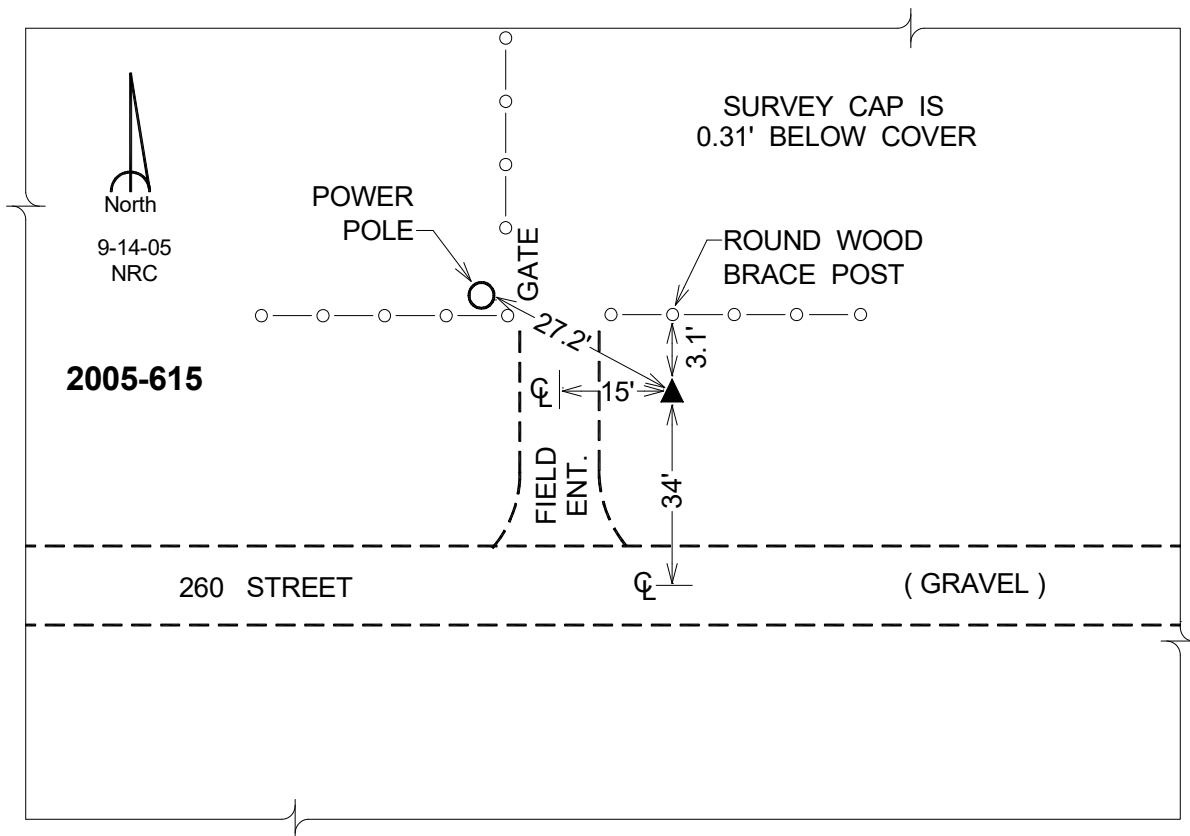 SURVEY CAP IS
0.31' BELOW COVER
North
9-14-05
NRC
POWER
POLE
GATE
ROUND WOOD
BRACE POST
27.2'
3.1'
2005-615
℄
15'
34'
FIELD
ENT.
260 STREET
℄
( GRAVEL )